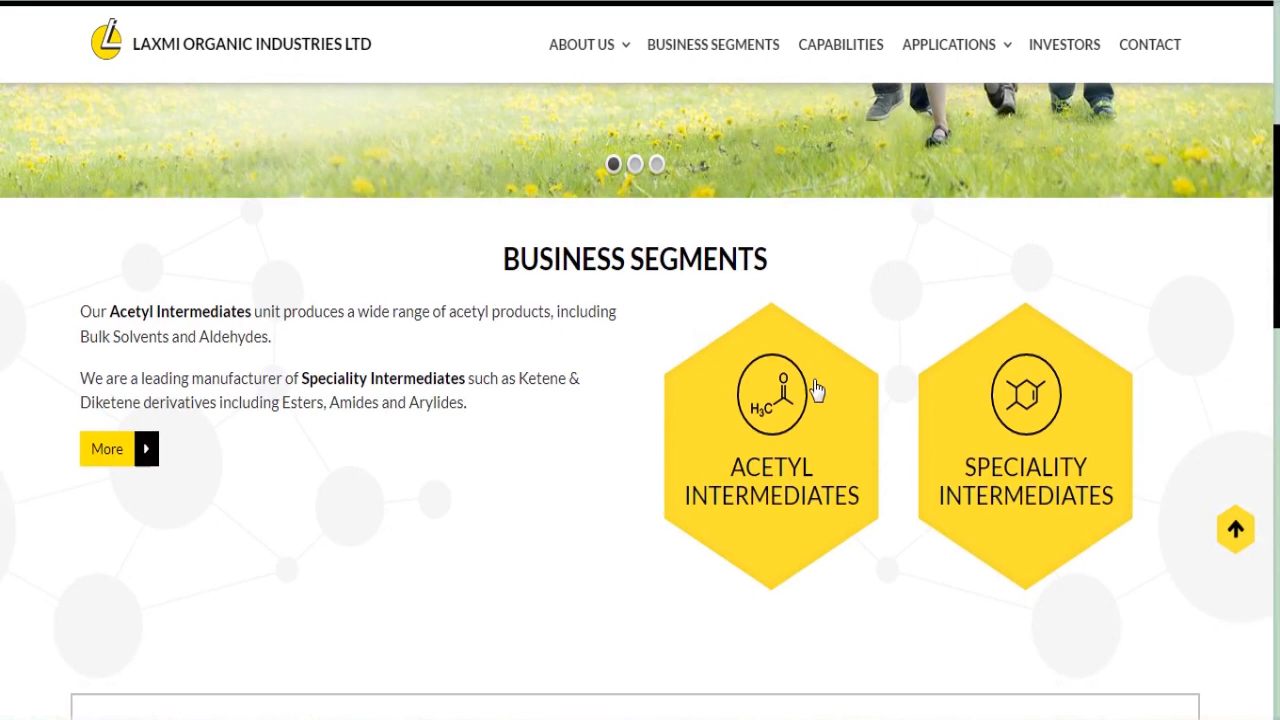 LAXMI ORGANIC INDUSTRIES LTD
ABOUT US BUSINESS SEGMENTS CAPABILITIES APPLICATIONS INVESTORS CONTACT
BUSINESS SEGMENTS
Our Acetyl Intermediates unit produces a wide range of acetyl products, including
Bulk Solvents and Aldehydes.
We are a leading manufacturer of Speciality Intermediates such as Ketene &
Diketene derivatives including Esters, Amides and Arylides.
More
O
H3C
ACETYL
INTERMEDIATES
SPECIALITY
INTERMEDIATES